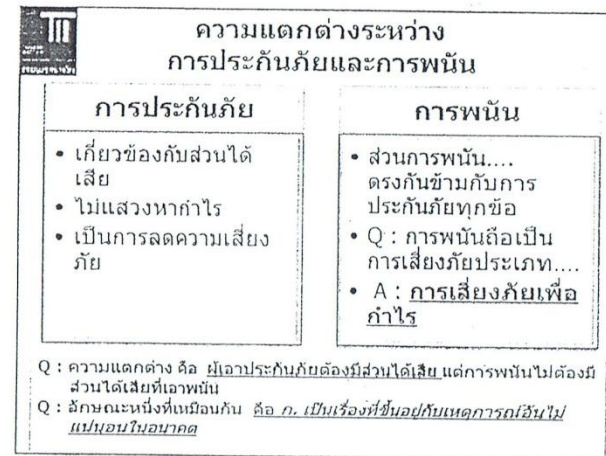 ความแตกต่างระหว่าง
การประกันภัยและการพนัน
การประกันภัย
• เกี่ยวข้องกับส่วนได้
เสีย
• ไม่แสวงหากำไร
• เป็นการลดความเสี่ยง
ภัย
การพนัน
• ส่วนการพนัน....
ตรงกันข้ามกับการ
ประกันภัยทุกข้อ
• Q : การพนันถือเป็น
การเสี่ยงภัยประเภท....
• A : การเสี่ยงภัยเพื่อ
กำไร
Q : ความแตกต่าง คือ ผู้เอาประกันภัยต้องมีส่วนได้เสีย แต่การพนันไม่ต้องมี
ส่วนได้เสียที่เอาพนัน
Q : ลักษณะหนึ่งที่เหมือนกัน คือ ก. เป็นเรื่องที่ขึ้นอยู่กับเหตุการณ์อันไม่
แน่นอนในอนาคต